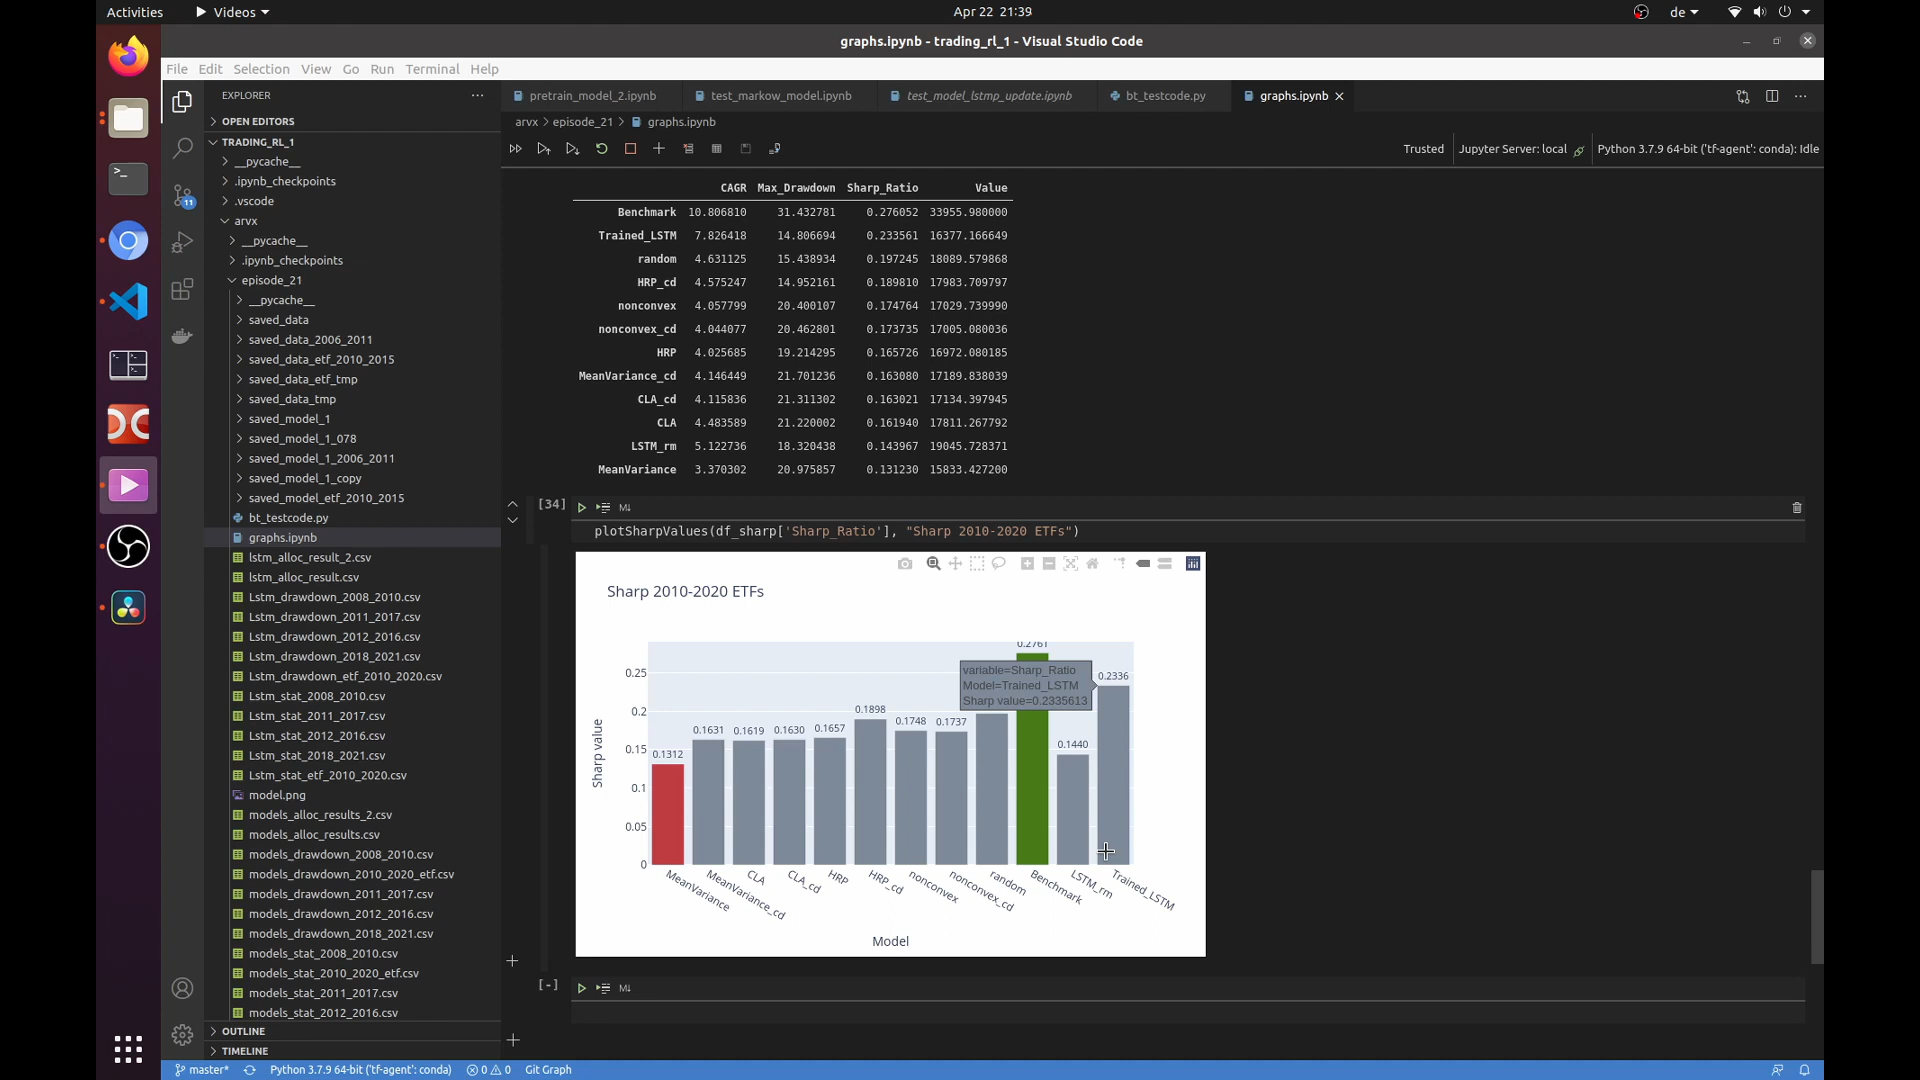 Activities
Videos
Apr 22 21:39
de
graphs.ipynb - trading_rl_1 - Visual Studio Code
File Edit Selection View Go Run Terminal Help
EXPLORER
pretrain_model_2.ipynb
test_markow_model.ipynb
test_model_lstmp_update.ipynb
bt_testcode.py
graphs.ipynb
arvx > episode_21 > graphs.ipynb
Trusted
Jupyter Server: local
Python 3.7.9 64-bit ('tf-agent': conda): Idle
OPEN EDITORS
TRADING_RL_1
__pycache__
.ipynb_checkpoints
.vscode
11
arvx
__pycache__
.ipynb_checkpoints
episode_21
__pycache__
saved_data
saved_data_2006_2011
saved_data_etf_2010_2015
saved_data_etf_tmp
saved_data_tmp
saved_model_1
saved_model_1_078
saved_model_1_2006_2011
saved_model_1_copy
saved_model_etf_2010_2015
bt_testcode.py
graphs.ipynb
lstm_alloc_result_2.csv
lstm_alloc_result.csv
Lstm_drawdown_2008_2010.csv
Lstm_drawdown_2011_2017.csv
Lstm_drawdown_2012_2016.csv
Lstm_drawdown_2018_2021.csv
Lstm_drawdown_etf_2010_2020.csv
Lstm_stat_2008_2010.csv
Lstm_stat_2011_2017.csv
Lstm_stat_2012_2016.csv
Lstm_stat_2018_2021.csv
Lstm_stat_etf_2010_2020.csv
model.png
models_alloc_results_2.csv
models_alloc_results.csv
models_drawdown_2008_2010.csv
models_drawdown_2010_2020_etf.csv
models_drawdown_2011_2017.csv
models_drawdown_2012_2016.csv
models_drawdown_2018_2021.csv
models_stat_2008_2010.csv
models_stat_2010_2020_etf.csv
models_stat_2011_2017.csv
models_stat_2012_2016.csv
OUTLINE
TIMELINE
CAGR Max_Drawdown Sharp_Ratio Value
Benchmark 10.806810 31.432781 0.276052 33955.980000
Trained_LSTM 7.826418 14.806694 0.233561 16377.166649
random 4.631125 15.438934 0.197245 18089.579868
HRP_cd 4.575247 14.952161 0.189810 17983.709797
nonconvex 4.057799 20.400107 0.174764 17029.739990
nonconvex_cd 4.044077 20.462801 0.173735 17005.080036
HRP 4.025685 19.214295 0.165726 16972.080185
MeanVariance_cd 4.146449 21.701236 0.163080 17189.838039
CLA_cd 4.115836 21.311302 0.163021 17134.397945
CLA 4.483589 21.220002 0.161940 17811.267792
LSTM_rm 5.122736 18.320438 0.143967 19045.728371
MeanVariance 3.370302 20.975857 0.131230 15833.427200
[34]
M↓
plotSharpValues(df_sharp['Sharp_Ratio'], "Sharp 2010-2020 ETFs")
Sharp 2010-2020 ETFs
0.25
0.2
0.15
0.1
0.05
0
Sharp value
0.1312
0.1631
0.1619
0.1630
0.1657
0.1898
0.1748
0.1737
0.2761
0.1440
0.2336
variable=Sharp_Ratio
Model=Trained_LSTM
Sharp value=0.2335613
MeanVariance
MeanVariance_cd
CLA
CLA_cd
HRP
HRP_cd
nonconvex
nonconvex_cd
random
Benchmark
LSTM_rm
Trained_LSTM
Model
[-]
M↓
master*
Python 3.7.9 64-bit ('tf-agent': conda)
0
0
Git Graph